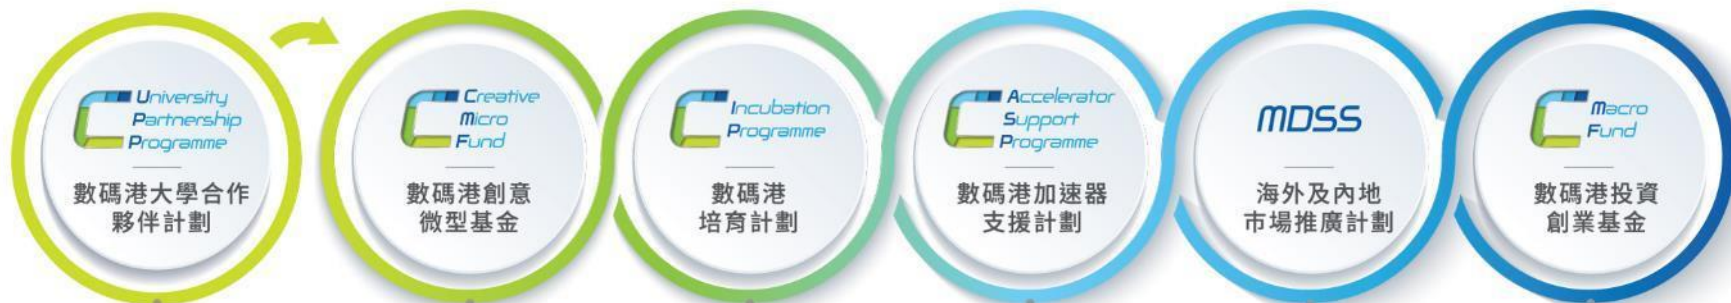 University
Partnership
Programme
數碼港大學合作
夥伴計劃
Creative
Micro
Fund
數碼港創意
微型基金
Incubation
Programme
數碼港
培育計劃
Accelerator
Support
Programme
數碼港加速器
支援計劃
MDSS
海外及內地
市場推廣計劃
Macro
Fund
數碼港投資
創業基金